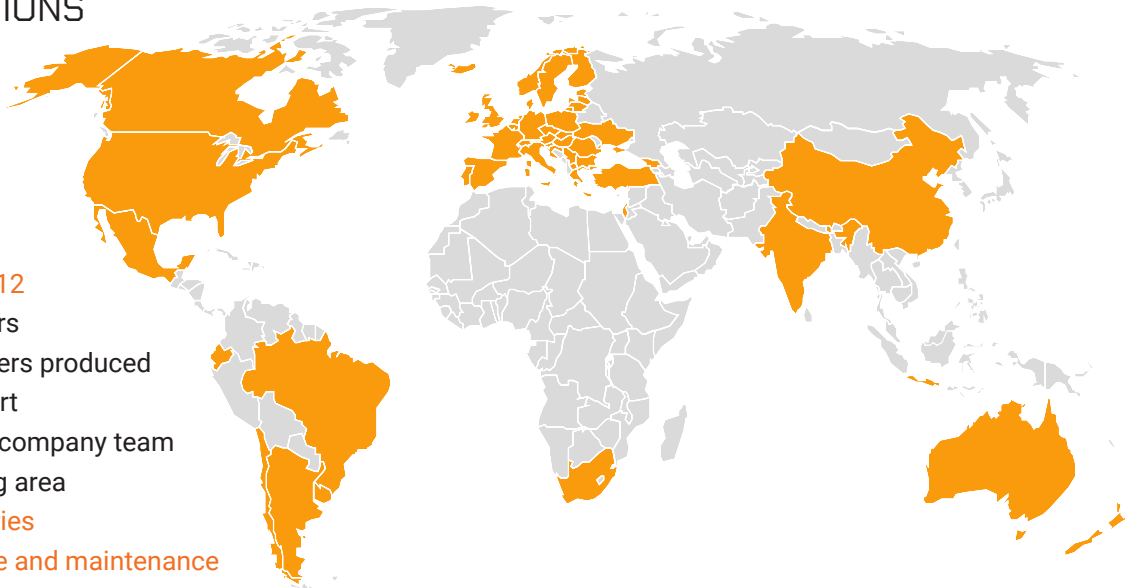 IONS
12
rs
ers produced
rt
company team
g area
ies
e and maintenance